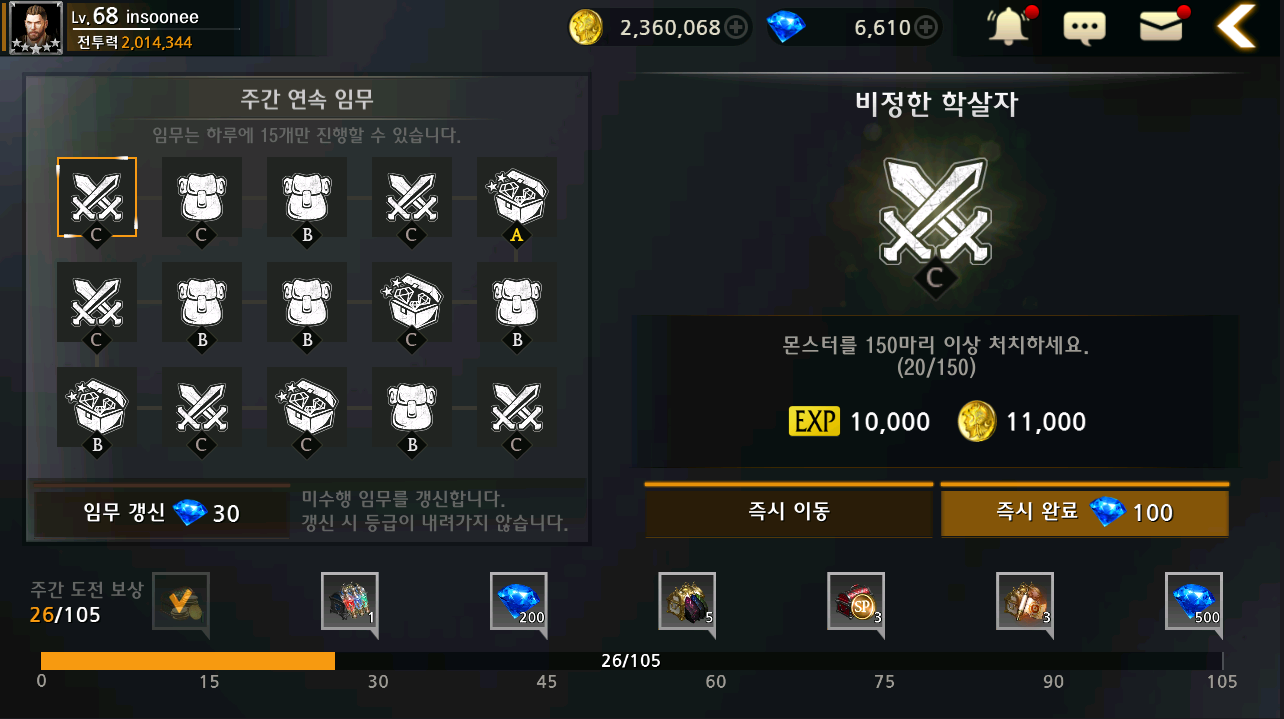 Lv.68 insoonee
전투력 2,014,344
2,360,068
6,610
주간 연속 임무
임무는 하루에 15개만 진행할 수 있습니다.
C C B C A
C B B C B
B C C B C
임무 갱신 30
미수행 임무를 갱신합니다.
갱신 시 등급이 내려가지 않습니다.
비정한 학살자
C
몬스터를 150마리 이상 처치하세요.
(20/150)
EXP 10,000 11,000
즉시 이동
즉시 완료 100
주간 도전 보상
26/105
1 200 5 SP 3 3 500
26/105
0 15 30 45 60 75 90 105